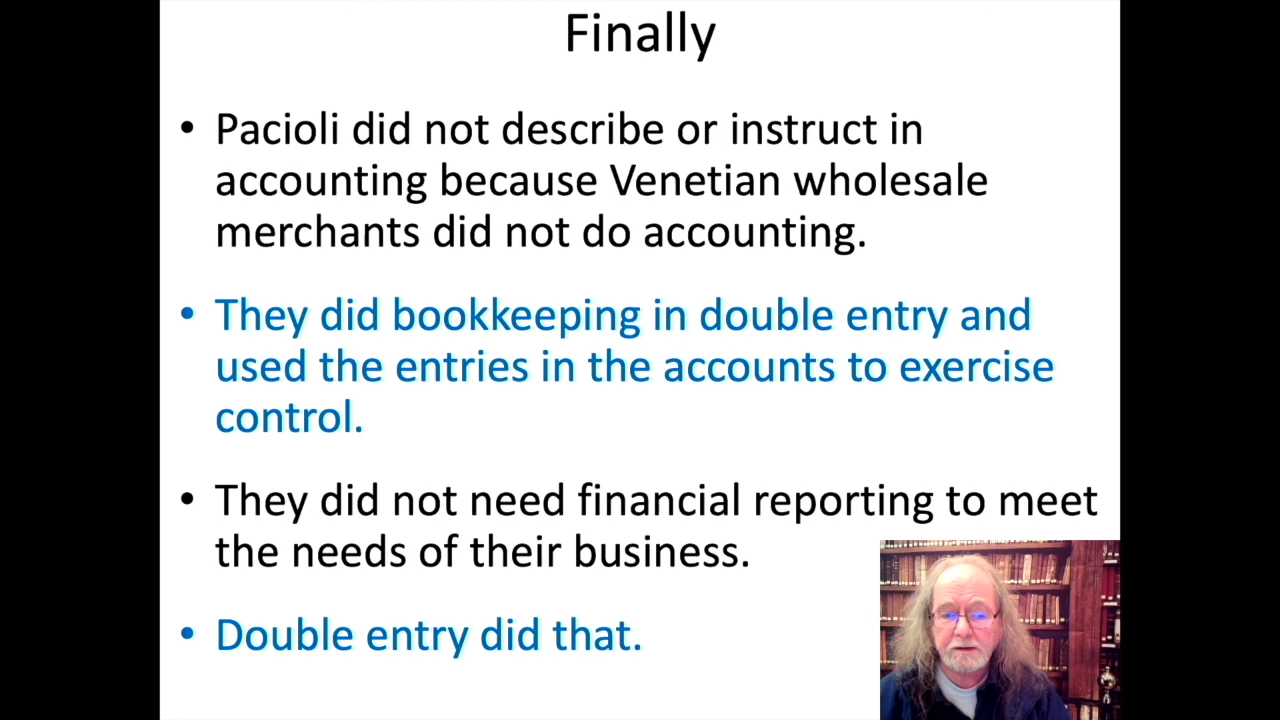 Finally
• Pacioli did not describe or instruct in
accounting because Venetian wholesale
merchants did not do accounting.
• They did bookkeeping in double entry and
used the entries in the accounts to exercise
control.
• They did not need financial reporting to meet
the needs of their business.
• Double entry did that.